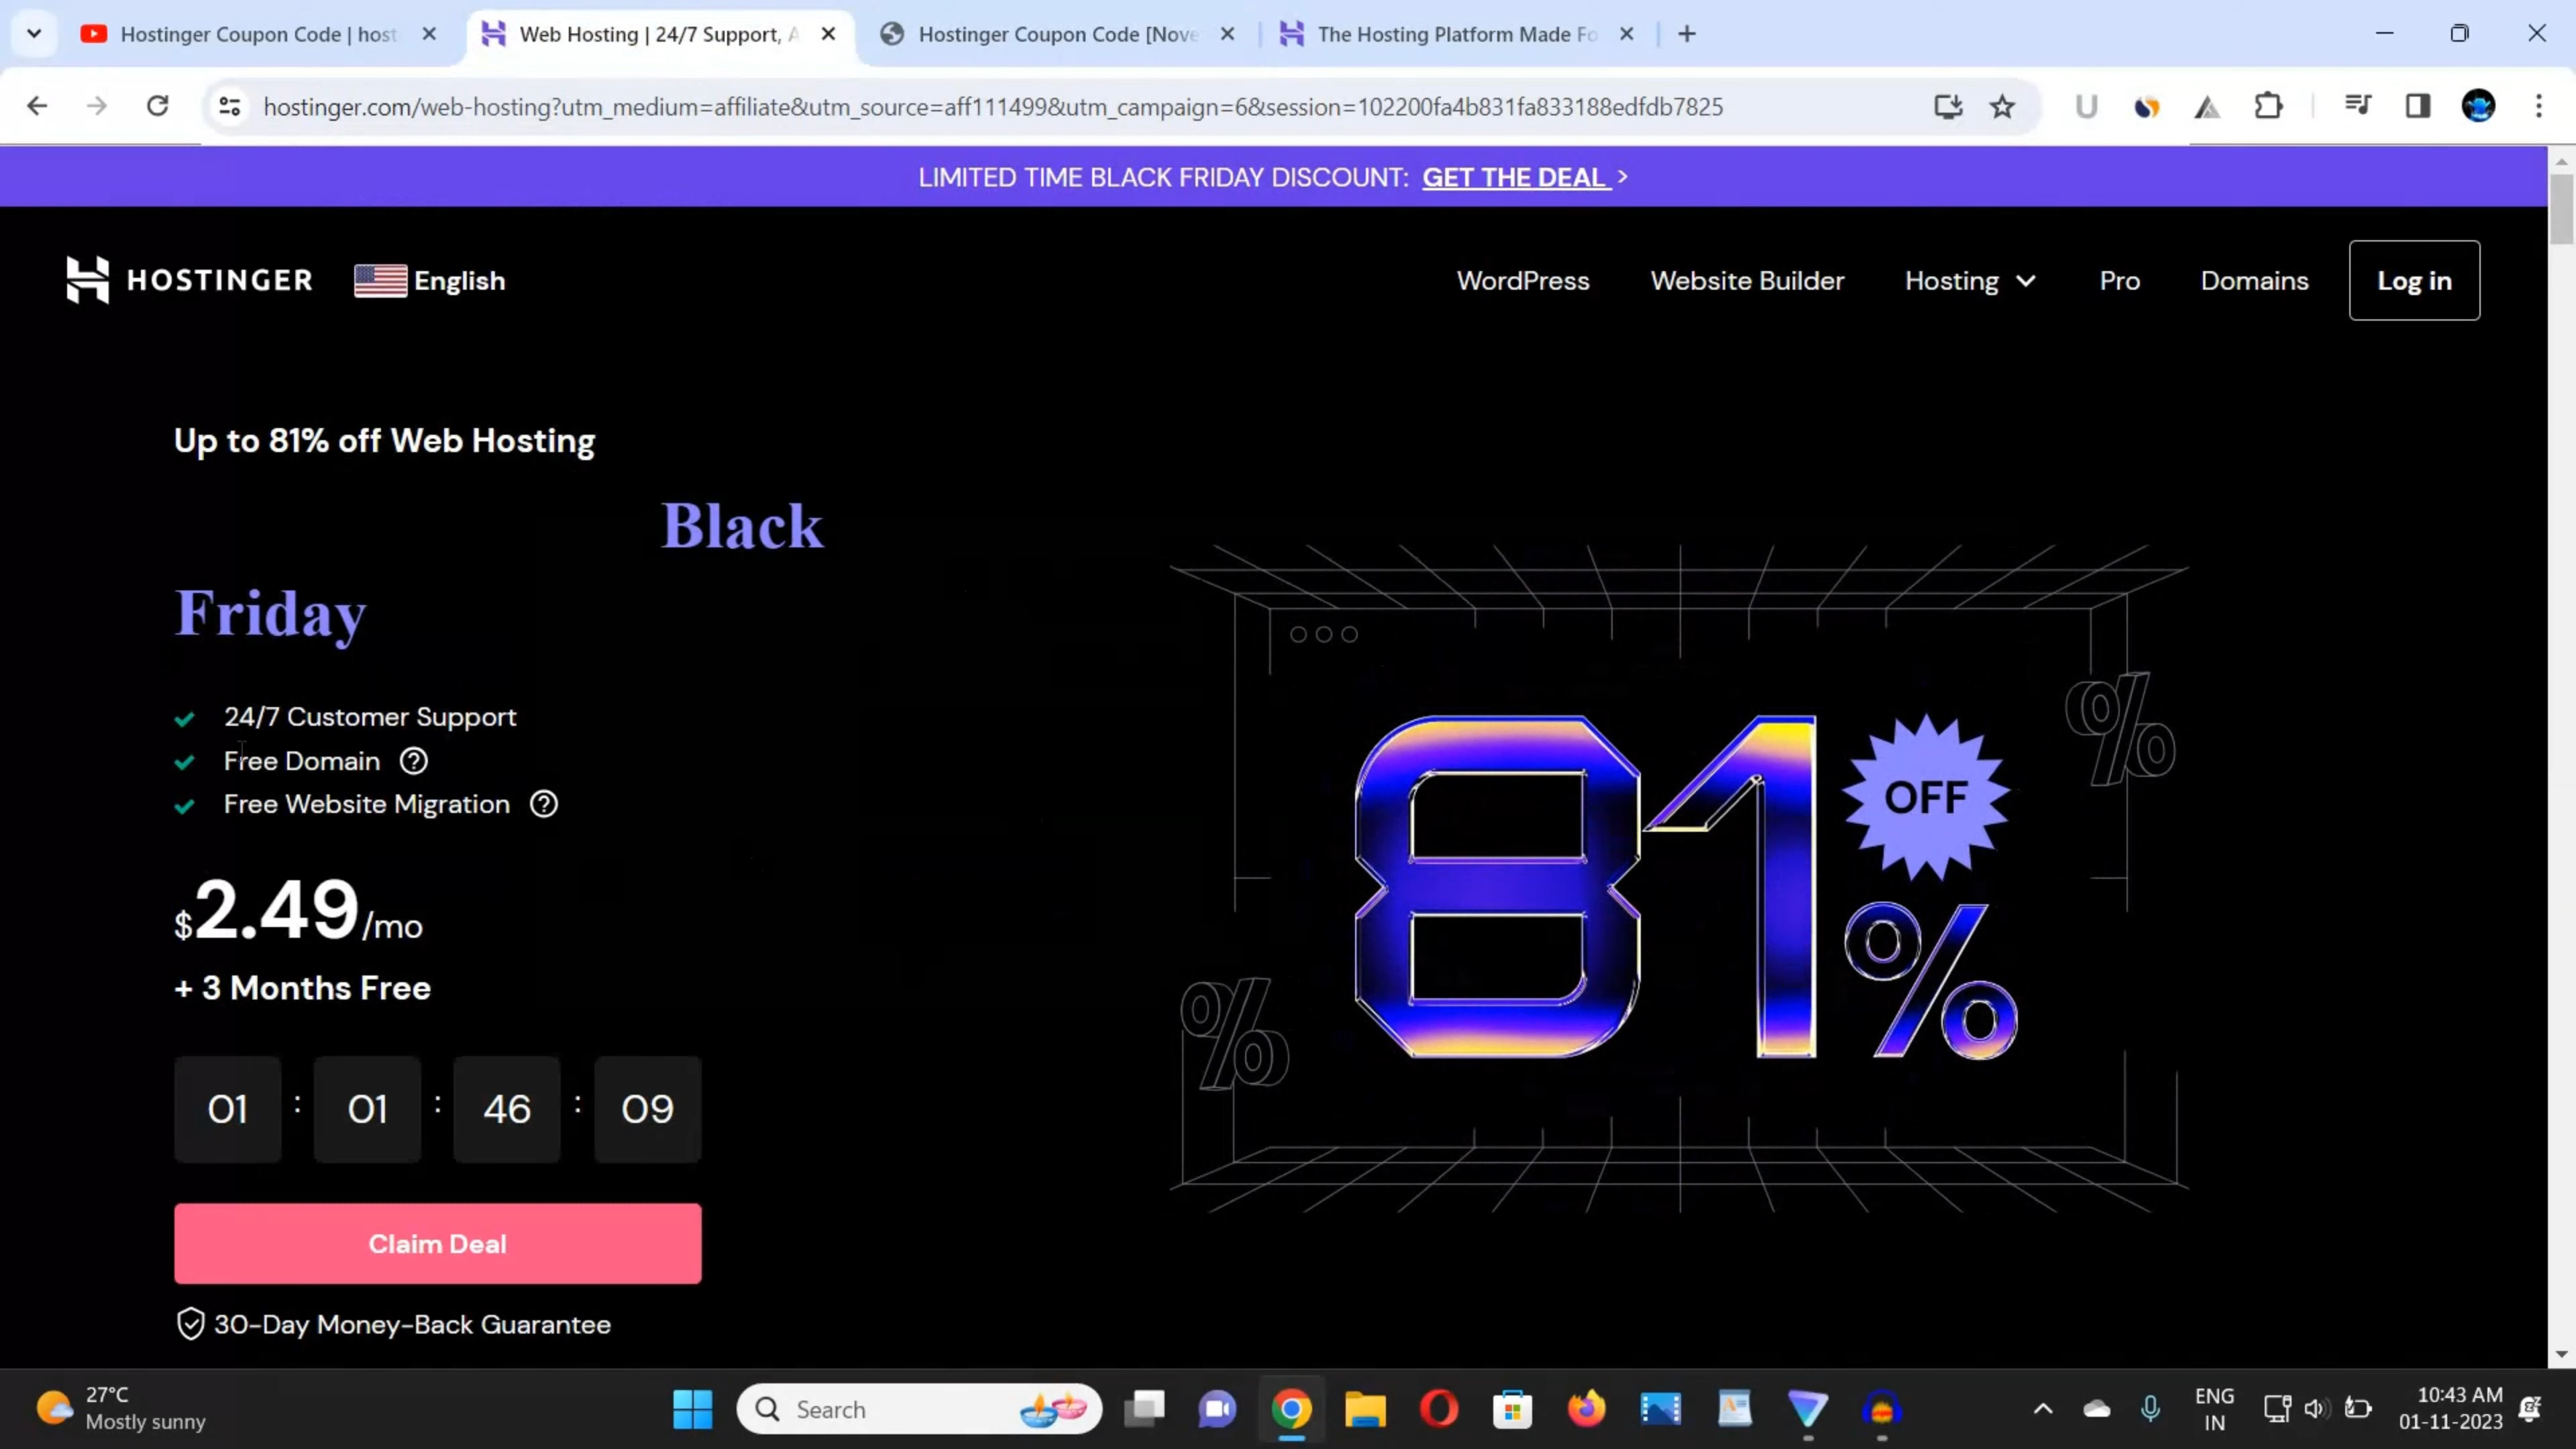 Hostinger Coupon Code | host
Web Hosting | 24/7 Support, A
Hostinger Coupon Code [Nove
The Hosting Platform Made Fo
hostinger.com/web-hosting?utm_medium=affiliate&utm_source=aff111499&utm_campaign=6&session=102200fa4b831fa833188edfdb7825
LIMITED TIME BLACK FRIDAY DISCOUNT: GET THE DEAL >
HOSTINGER English WordPress Website Builder Hosting Pro Domains Log in
Up to 81% off Web Hosting
Black
Friday
24/7 Customer Support
Free Domain ?
Free Website Migration ?
$2.49/mo
+ 3 Months Free
01 : 01 : 46 : 09
Claim Deal
30-Day Money-Back Guarantee
81%
OFF
%
%
27°C
Mostly sunny
Search
ENG
IN
10:43 AM
01-11-2023